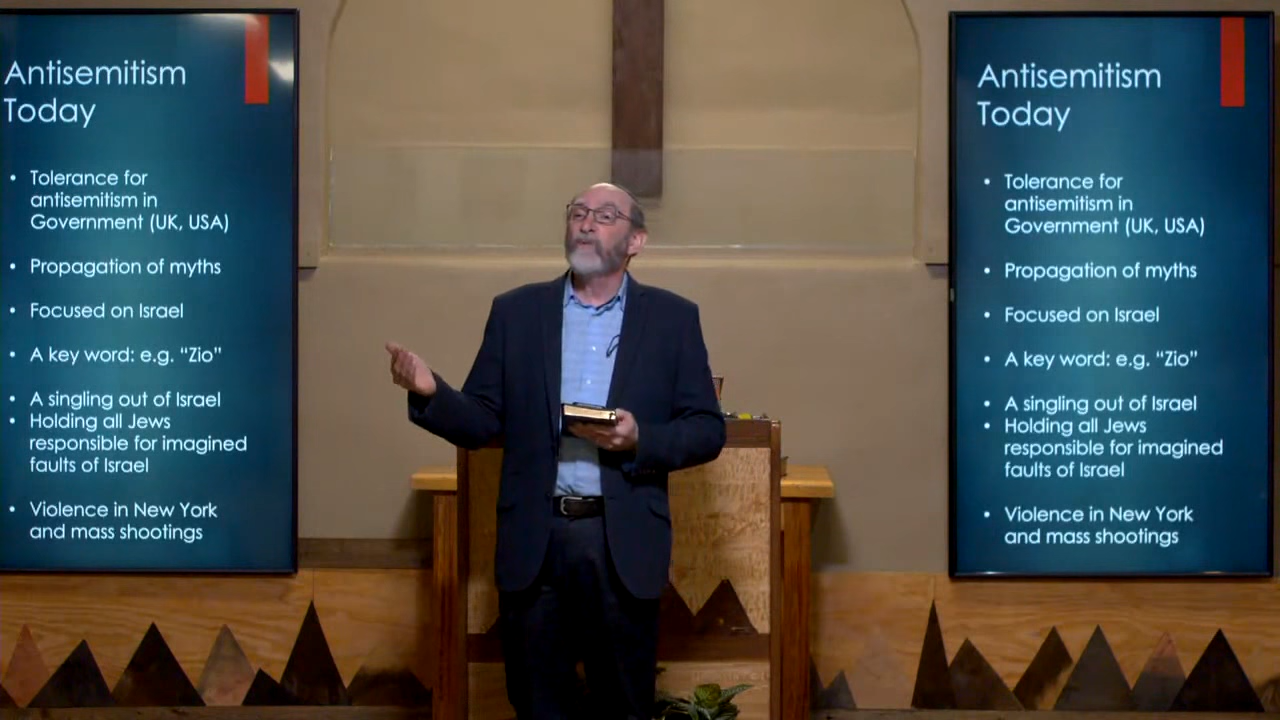 Antisemitism
Today
• Tolerance for
antisemitism in
Government (UK, USA)
• Propagation of myths
• Focused on Israel
• A key word: e.g. “Zio”
• A singling out of Israel
• Holding all Jews
responsible for imagined
faults of Israel
• Violence in New York
and mass shootings
Antisemitism
Today
• Tolerance for
antisemitism in
Government (UK, USA)
• Propagation of myths
• Focused on Israel
• A key word: e.g. “Zio”
• A singling out of Israel
• Holding all Jews
responsible for imagined
faults of Israel
• Violence in New York
and mass shootings